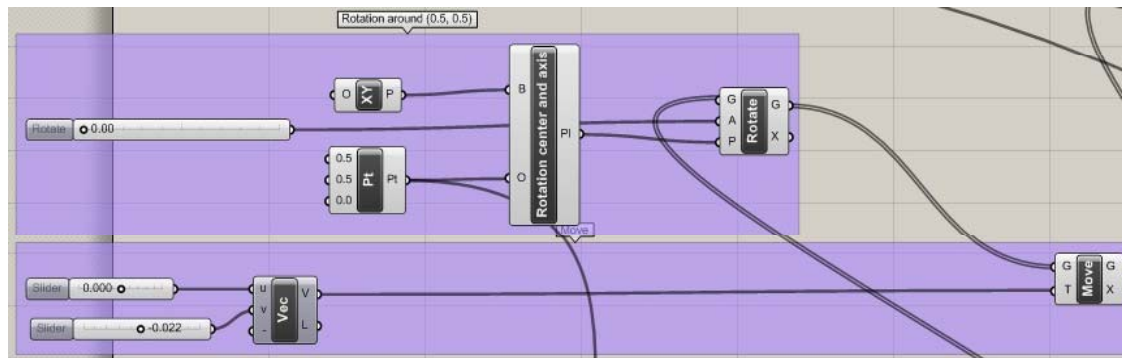 Rotation around (0.5, 0.5)
O XY P
B
Rotation center and axis
Pl
O
G
A
P
Rotate
G
X
Rotate 0.00
0.5
0.5
0.0
Pt
Pt
Move
Slider 0.000
Slider -0.022
u
v
-
Vec
V
L
G
T
Move
G
X